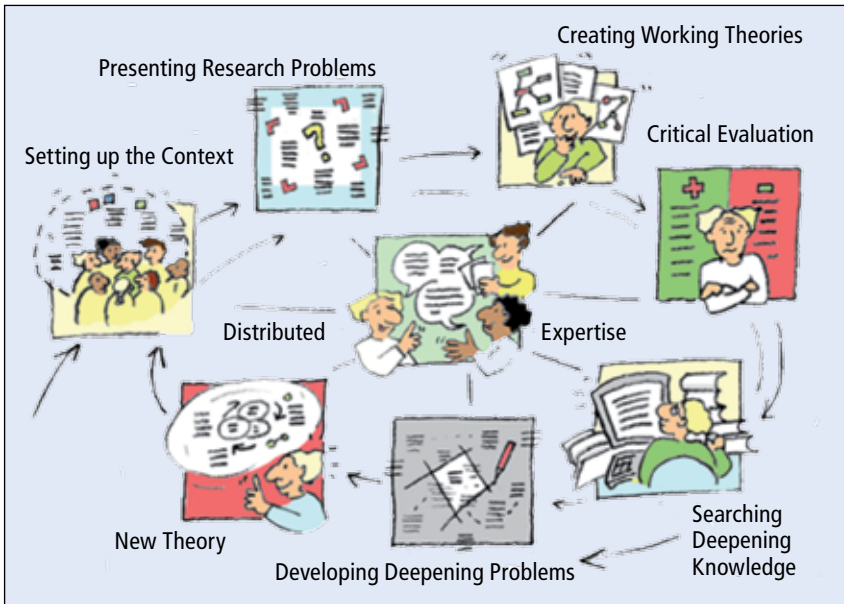 Creating Working Theories
Presenting Research Problems
Critical Evaluation
Setting up the Context
Distributed
Expertise
Searching
Deepening
Knowledge
New Theory
Developing Deepening Problems